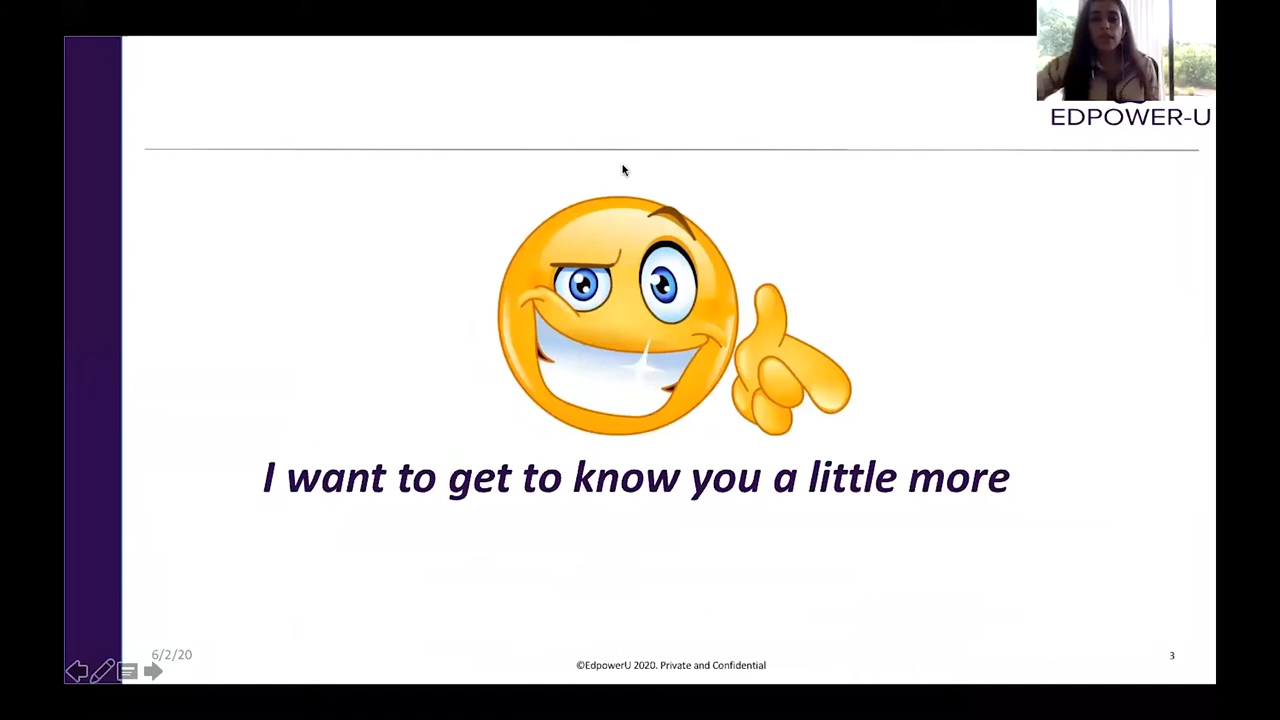 EDPOWER-U
I want to get to know you a little more
6/2/20
©EdpowerU 2020. Private and Confidential
3